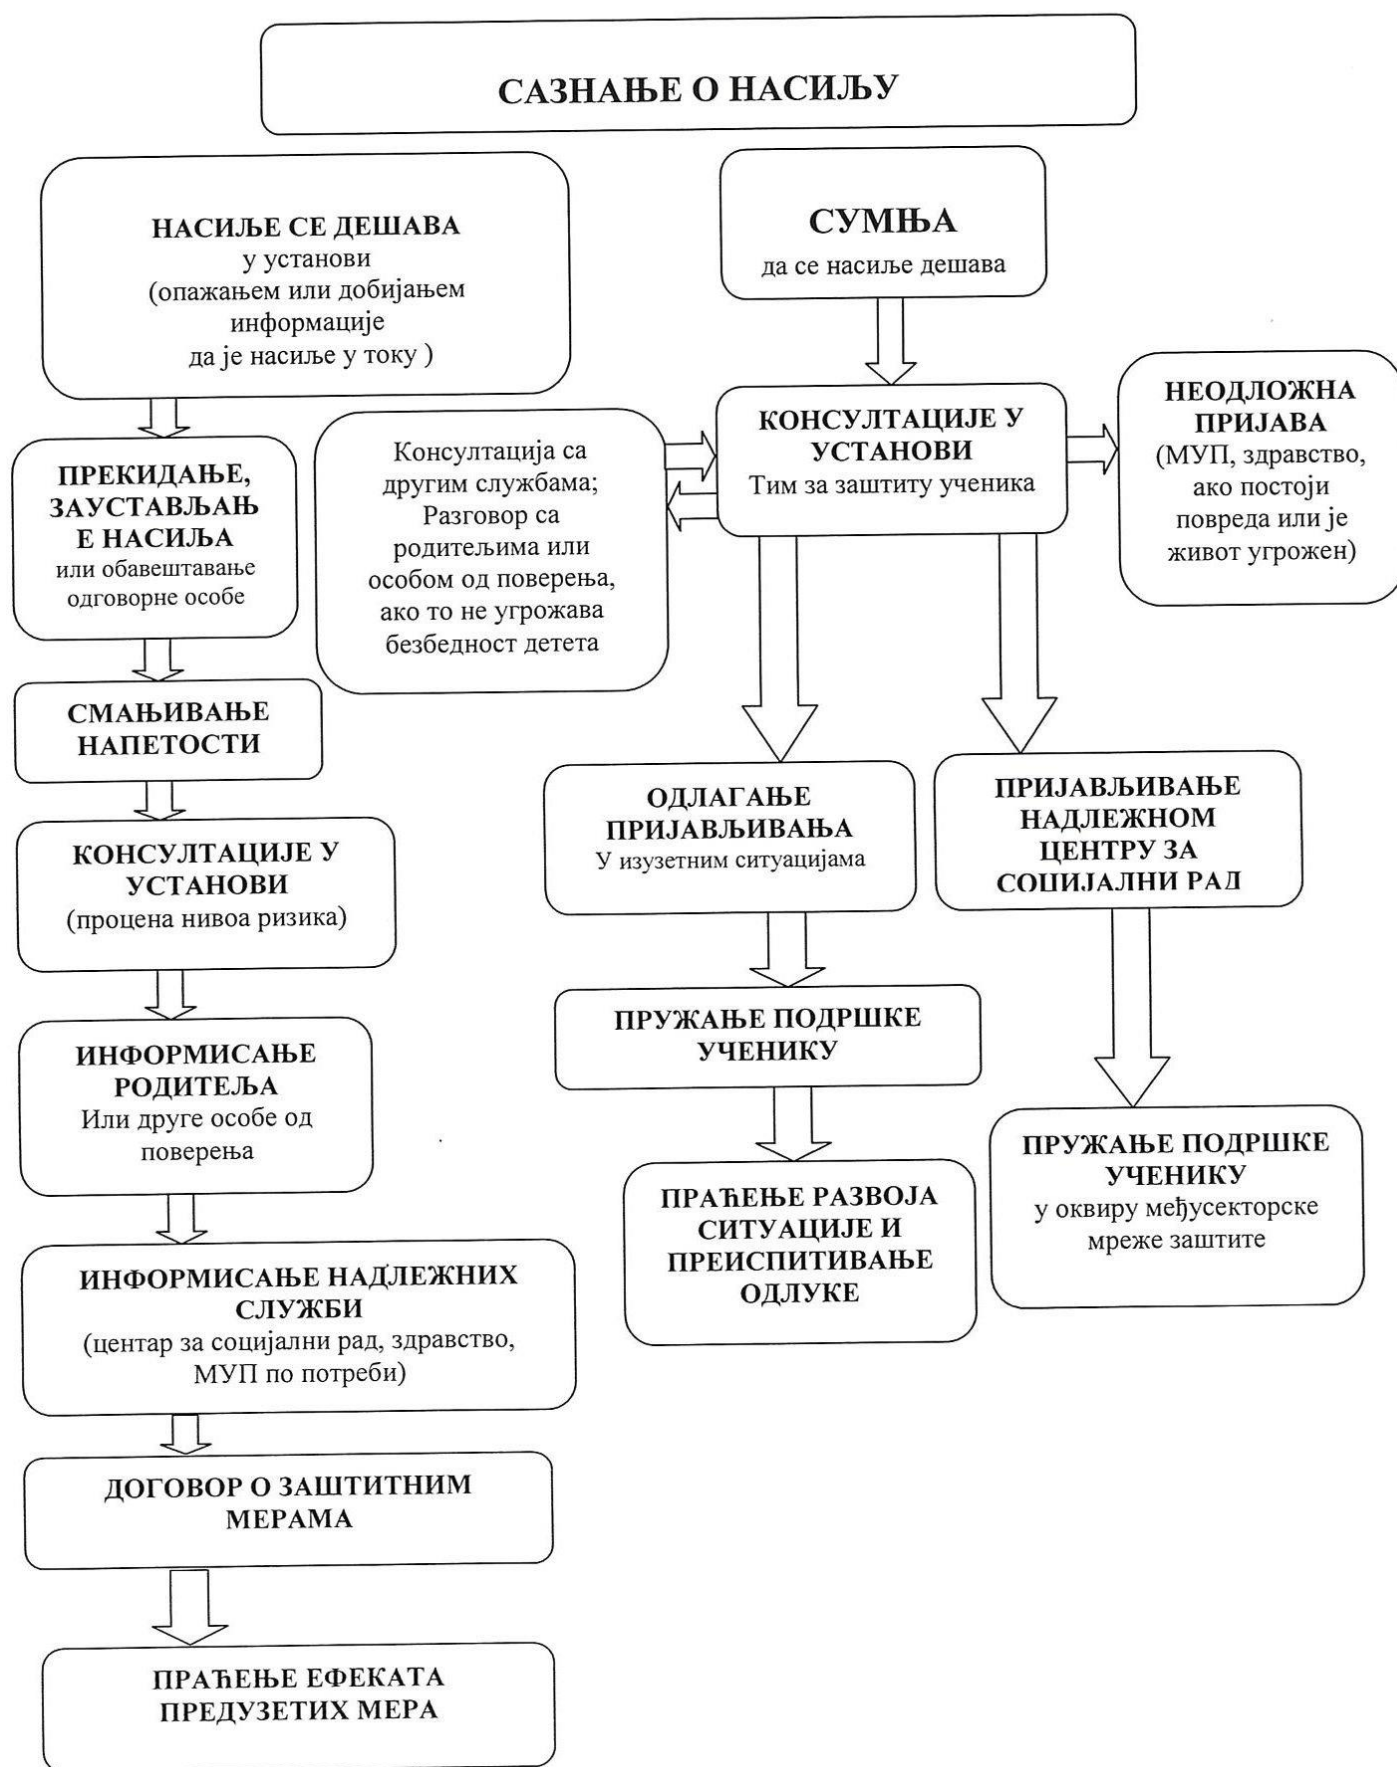 САЗНАЊЕ О НАСИЉУ
НАСИЉЕ СЕ ДЕШАВА
у установи
(опажањем или добијањем
информације
да је насиље у току )
ПРЕКИДАЊЕ,
ЗАУСТАВЉАЊ
Е НАСИЉА
или обавештавање
одговорне особе
СМАЊИВАЊЕ
НАПЕТОСТИ
КОНСУЛТАЦИЈЕ У
УСТАНОВИ
(процена нивоа ризика)
ИНФОРМИСАЊЕ
РОДИТЕЉА
Или друге особе од
поверења
ИНФОРМИСАЊЕ НАДЛЕЖНИХ
СЛУЖБИ
(центар за социјални рад, здравство,
МУП по потреби)
ДОГОВОР О ЗАШТИТНИМ
МЕРАМА
ПРАЋЕЊЕ ЕФЕКАТА
ПРЕДУЗЕТИХ МЕРА
СУМЊА
да се насиље дешава
КОНСУЛТАЦИЈЕ У
УСТАНОВИ
Тим за заштиту ученика
Консултација са
другим службама;
Разговор са
родитељима или
особом од поверења,
ако то не угрожава
безбедност детета
НЕОДЛОЖНА
ПРИЈАВА
(МУП, здравство,
ако постоји
повреда или је
живот угрожен)
ОДЛАГАЊЕ
ПРИЈАВЉИВАЊА
У изузетним ситуацијама
ПРУЖАЊЕ ПОДРШКЕ
УЧЕНИКУ
ПРАЋЕЊЕ РАЗВОЈА
СИТУАЦИЈЕ И
ПРЕИСПИТИВАЊЕ
ОДЛУКЕ
ПРИЈАВЉИВАЊЕ
НАДЛЕЖНОМ
ЦЕНТРУ ЗА
СОЦИЈАЛНИ РАД
ПРУЖАЊЕ ПОДРШКЕ
УЧЕНИКУ
у оквиру међусекторске
мреже заштите